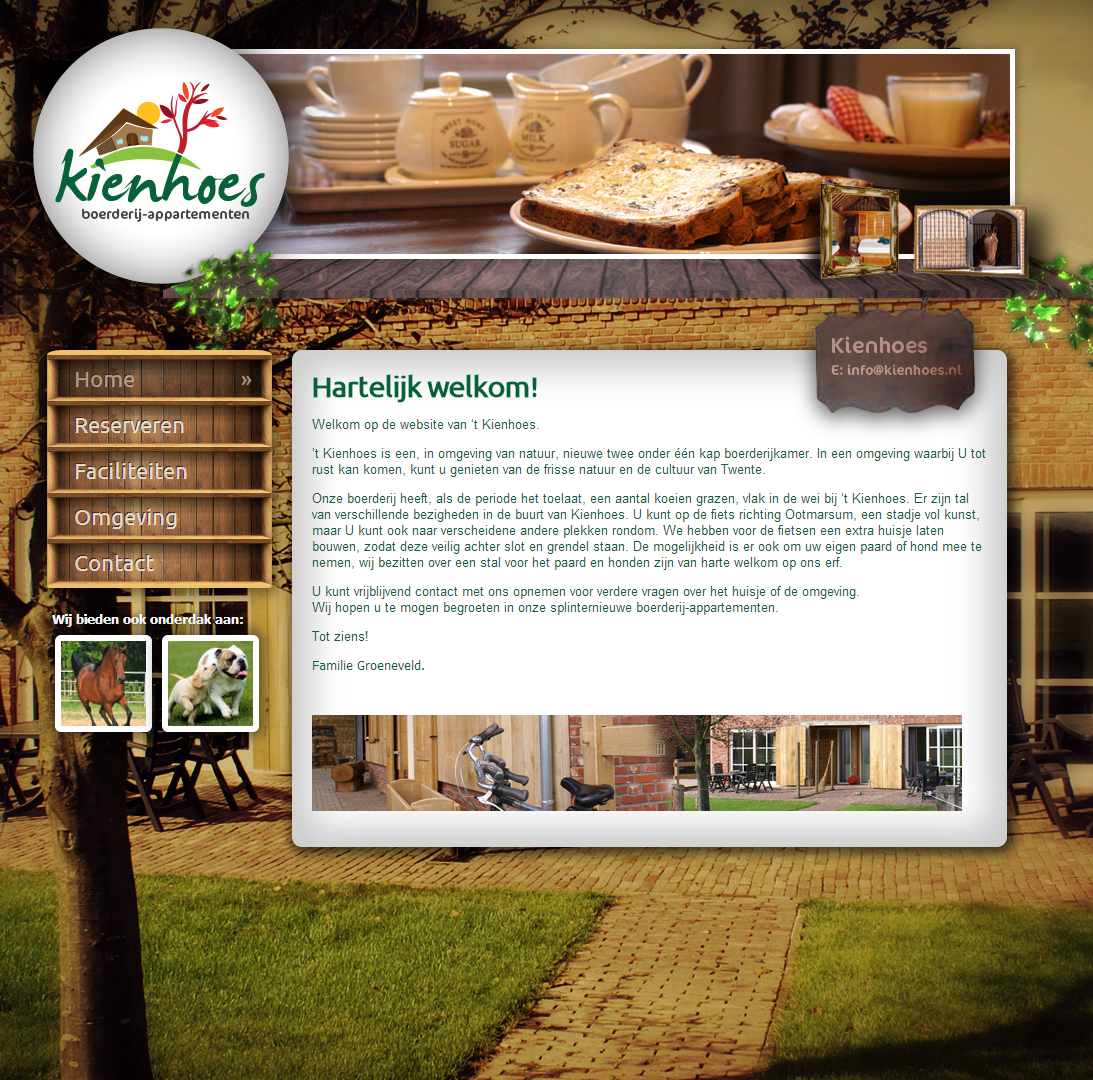 kienhoes
boerderij-appartementen
SWEET HOME
SUGAR
SWEET HOME
MILK
Kienhoes
E: info@kienhoes.nl
Home »
Reserveren
Faciliteiten
Omgeving
Contact
Wij bieden ook onderdak aan:
Hartelijk welkom!
Welkom op de website van 't Kienhoes.
't Kienhoes is een, in omgeving van natuur, nieuwe twee onder één kap boerderijkamer. In een omgeving waarbij U tot
rust kan komen, kunt u genieten van de frisse natuur en de cultuur van Twente.
Onze boerderij heeft, als de periode het toelaat, een aantal koeien grazen, vlak in de wei bij 't Kienhoes. Er zijn tal
van verschillende bezigheden in de buurt van Kienhoes. U kunt op de fiets richting Ootmarsum, een stadje vol kunst,
maar U kunt ook naar verscheidene andere plekken rondom. We hebben voor de fietsen een extra huisje laten
bouwen, zodat deze veilig achter slot en grendel staan. De mogelijkheid is er ook om uw eigen paard of hond mee te
nemen, wij bezitten over een stal voor het paard en honden zijn van harte welkom op ons erf.
U kunt vrijblijvend contact met ons opnemen voor verdere vragen over het huisje of de omgeving.
Wij hopen u te mogen begroeten in onze splinternieuwe boerderij-appartementen.
Tot ziens!
Familie Groeneveld.